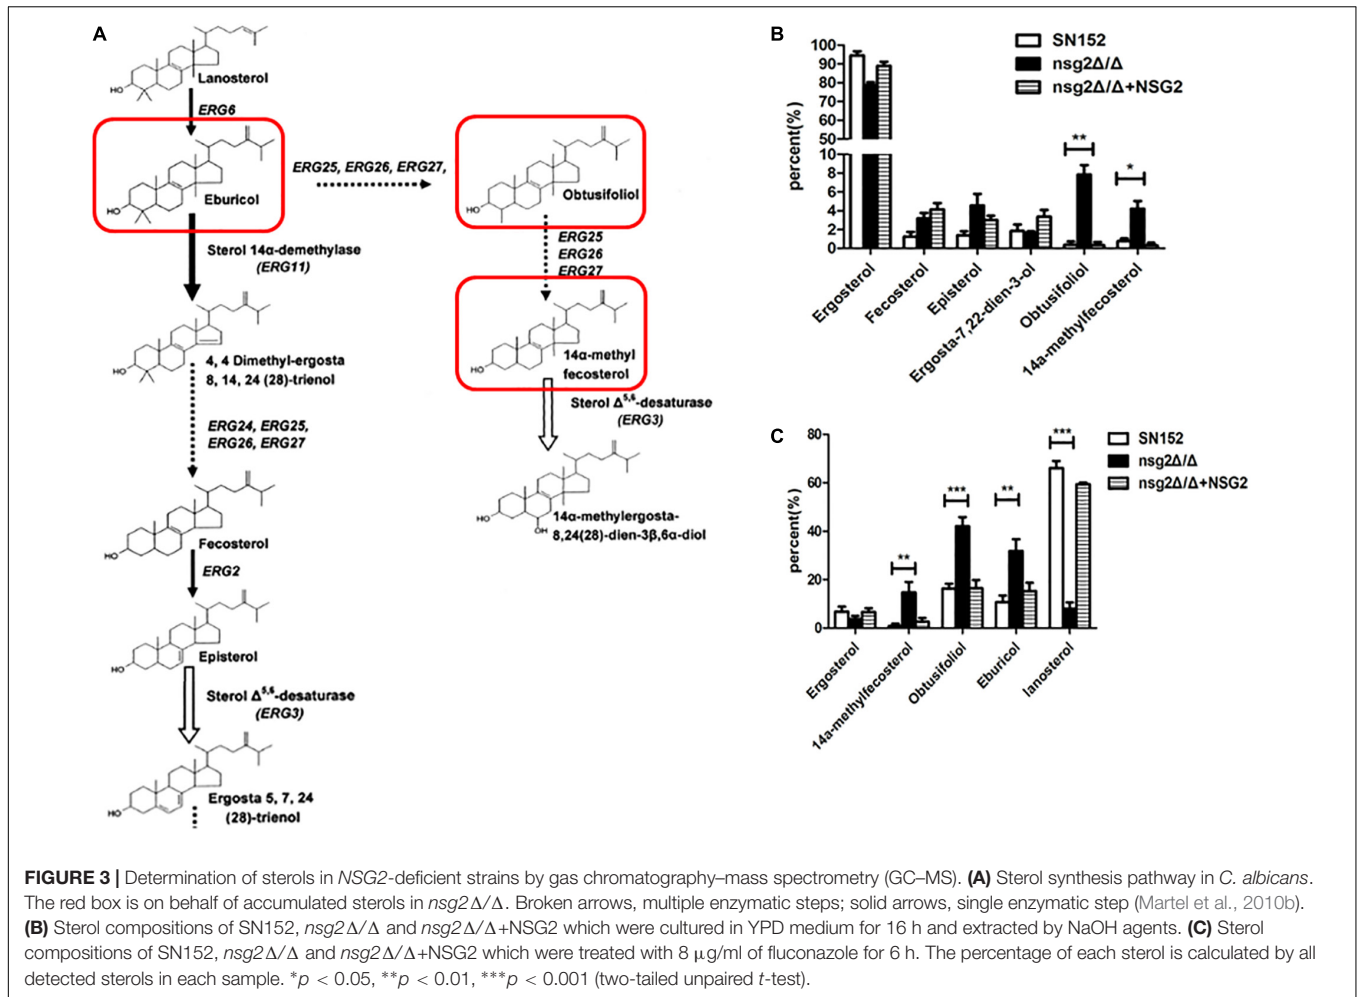 A
Lanosterol
HO
ERG6
Eburicol
HO
ERG25, ERG26, ERG27,
Obtusifoliol
HO
Sterol 14α-demethylase
(ERG11)
ERG25
ERG26
ERG27
4, 4 Dimethyl-ergosta
8, 14, 24 (28)-trienol
HO
14α-methyl
fecosterol
HO
Sterol Δ5,6-desaturase
(ERG3)
ERG24, ERG25,
ERG26, ERG27
Fecosterol
HO
HO
OH
14α-methylergosta-
8,24(28)-dien-3β,6α-diol
ERG2
Episterol
HO
Sterol Δ5,6-desaturase
(ERG3)
Ergosta 5, 7, 24
(28)-trienol
HO
B
SN152
nsg2Δ/Δ
nsg2Δ/Δ+NSG2
percent(%)
100
90
80
70
60
50
10
8
6
4
2
0
**
*
Ergosterol
Fecosterol
Episterol
Ergosta-7,22-dien-3-ol
Obtusifoliol
14a-methylfecosterol
C
SN152
nsg2Δ/Δ
nsg2Δ/Δ+NSG2
percent(%)
80
60
40
20
0
**
***
**
***
Ergosterol
14a-methylfecosterol
Obtusifoliol
Eburicol
lanosterol
FIGURE 3 | Determination of sterols in NSG2-deficient strains by gas chromatography–mass spectrometry (GC–MS). (A) Sterol synthesis pathway in C. albicans.
The red box is on behalf of accumulated sterols in nsg2Δ/Δ. Broken arrows, multiple enzymatic steps; solid arrows, single enzymatic step (Martel et al., 2010b).
(B) Sterol compositions of SN152, nsg2Δ/Δ and nsg2Δ/Δ+NSG2 which were cultured in YPD medium for 16 h and extracted by NaOH agents. (C) Sterol
compositions of SN152, nsg2Δ/Δ and nsg2Δ/Δ+NSG2 which were treated with 8 μg/ml of fluconazole for 6 h. The percentage of each sterol is calculated by all
detected sterols in each sample. *p < 0.05, **p < 0.01, ***p < 0.001 (two-tailed unpaired t-test).